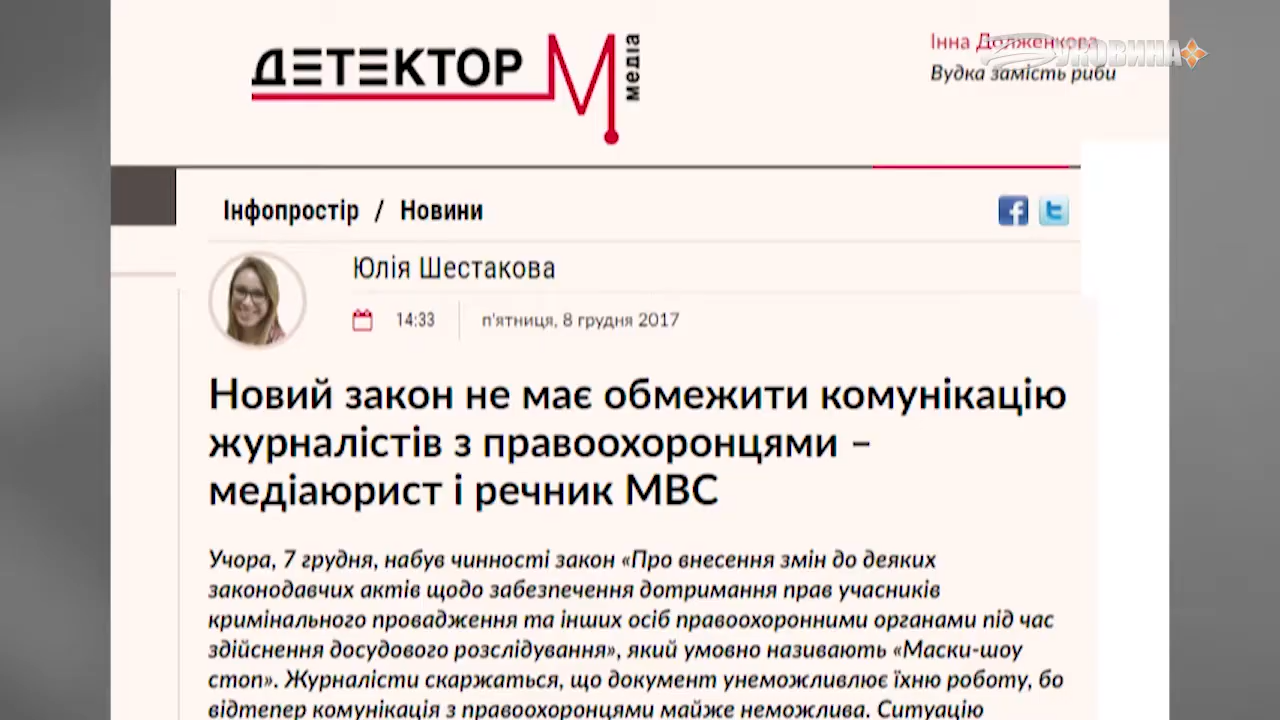 ДЕТЕКТОР М медіа
Інна Долженкова
Вудка замість риби
БУКОВИНА
Інфопростір / Новини
Юлія Шестакова
14:33 п'ятниця, 8 грудня 2017
Новий закон не має обмежити комунікацію
журналістів з правоохоронцями –
медіаюрист і речник МВС
Учора, 7 грудня, набув чинності закон «Про внесення змін до деяких
законодавчих актів щодо забезпечення дотримання прав учасників
кримінального провадження та інших осіб правоохоронними органами під час
здійснення досудового розслідування», який умовно називають «Маски-шоу
стоп». Журналісти скаржаться, що документ унеможливлює їхню роботу, бо
відтепер комунікація з правоохоронцями майже неможлива. Ситуацію